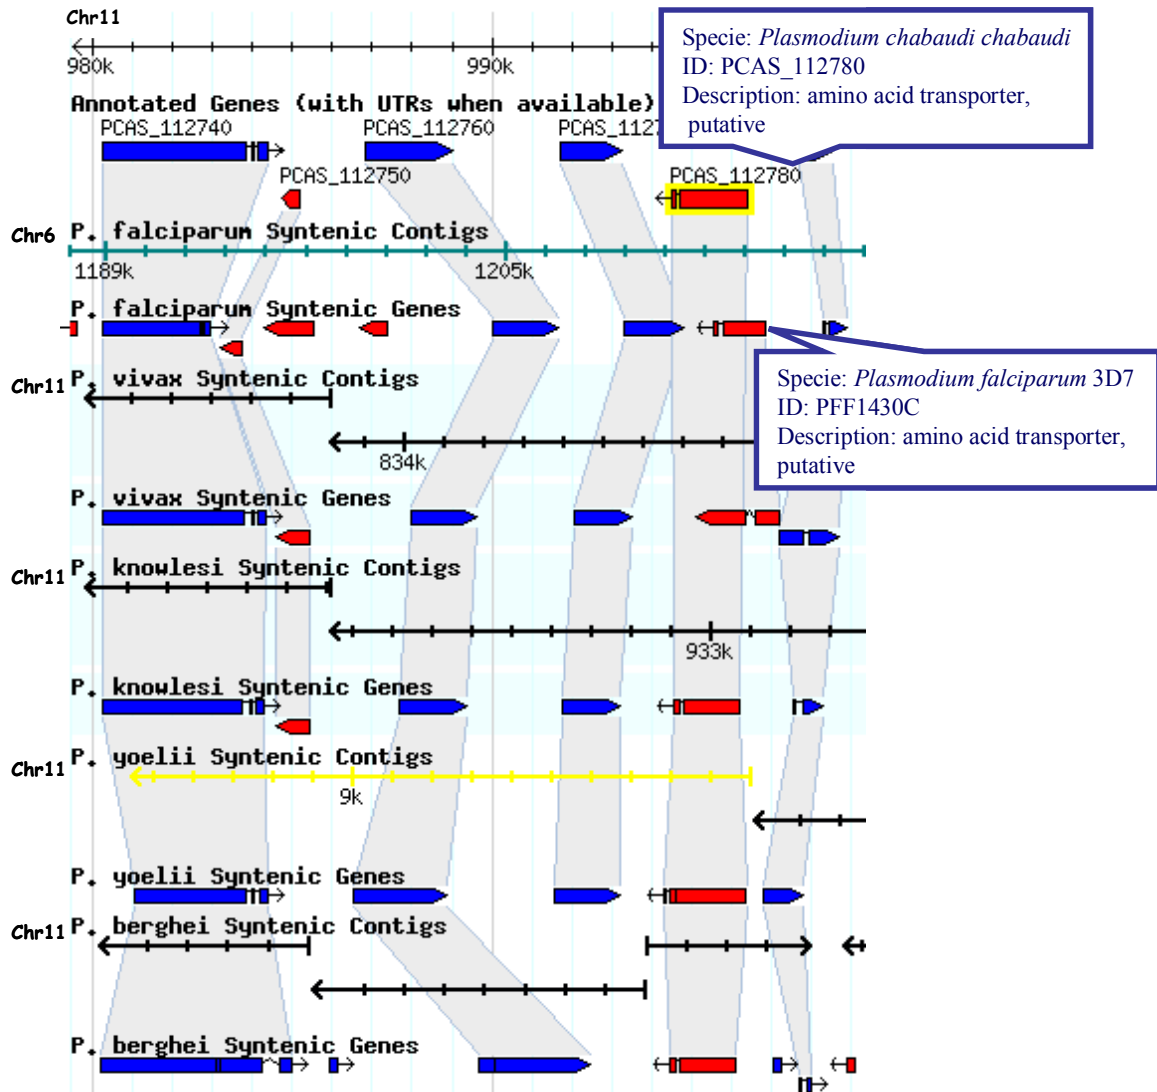 Chr11
980k 990k
Specie: Plasmodium chabaudi chabaudi
ID: PCAS_112780
Description: amino acid transporter,
putative
Annotated Genes (with UTRs when available)
PCAS_112740 PCAS_112760
PCAS_112750 PCAS_112780
Chr6 P. falciparum Syntenic Contigs
1189k 1205k
P. falciparum Syntenic Genes
Specie: Plasmodium falciparum 3D7
ID: PFF1430C
Description: amino acid transporter,
putative
Chr11 P. vivax Syntenic Contigs
834k
P. vivax Syntenic Genes
Chr11 P. knowlesi Syntenic Contigs
933k
P. knowlesi Syntenic Genes
Chr11 P. yoelii Syntenic Contigs
9k
P. yoelii Syntenic Genes
Chr11 P. berghei Syntenic Contigs
P. berghei Syntenic Genes